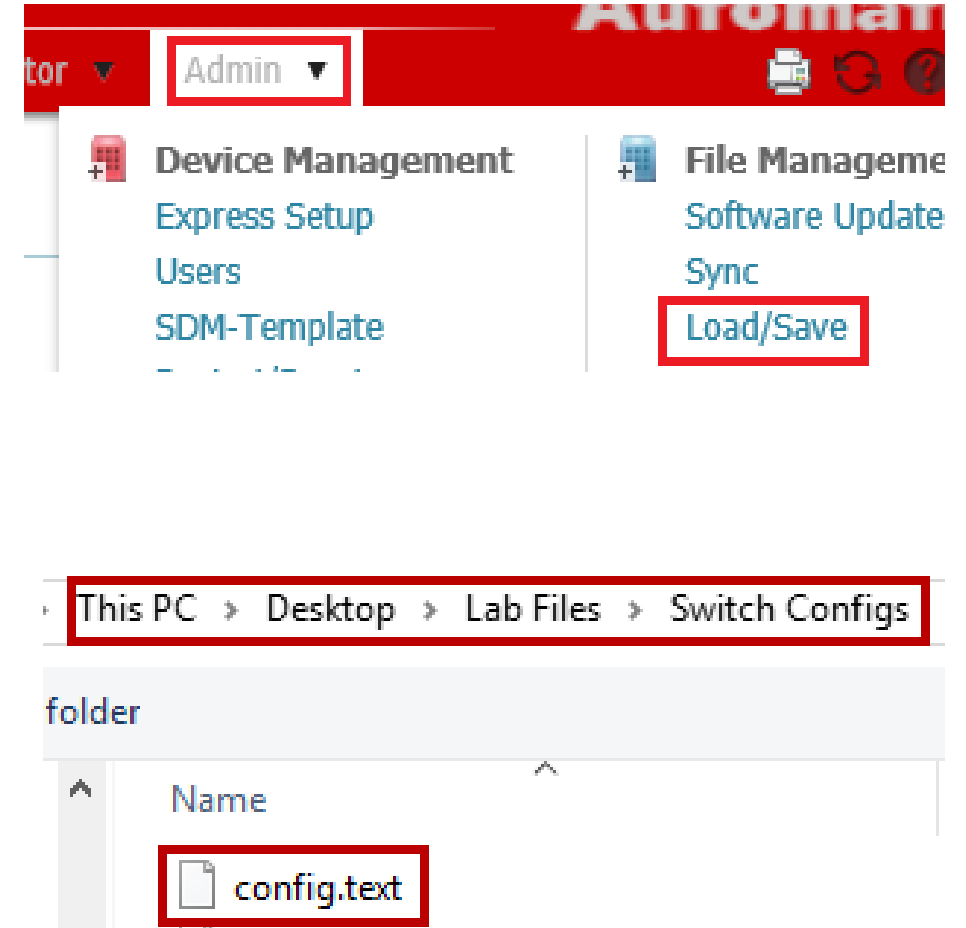 Automat
tor ▼ Admin ▼
Device Management
Express Setup
Users
SDM-Template
File Manageme
Software Update
Sync
Load/Save
This PC > Desktop > Lab Files > Switch Configs
folder
Name
config.text